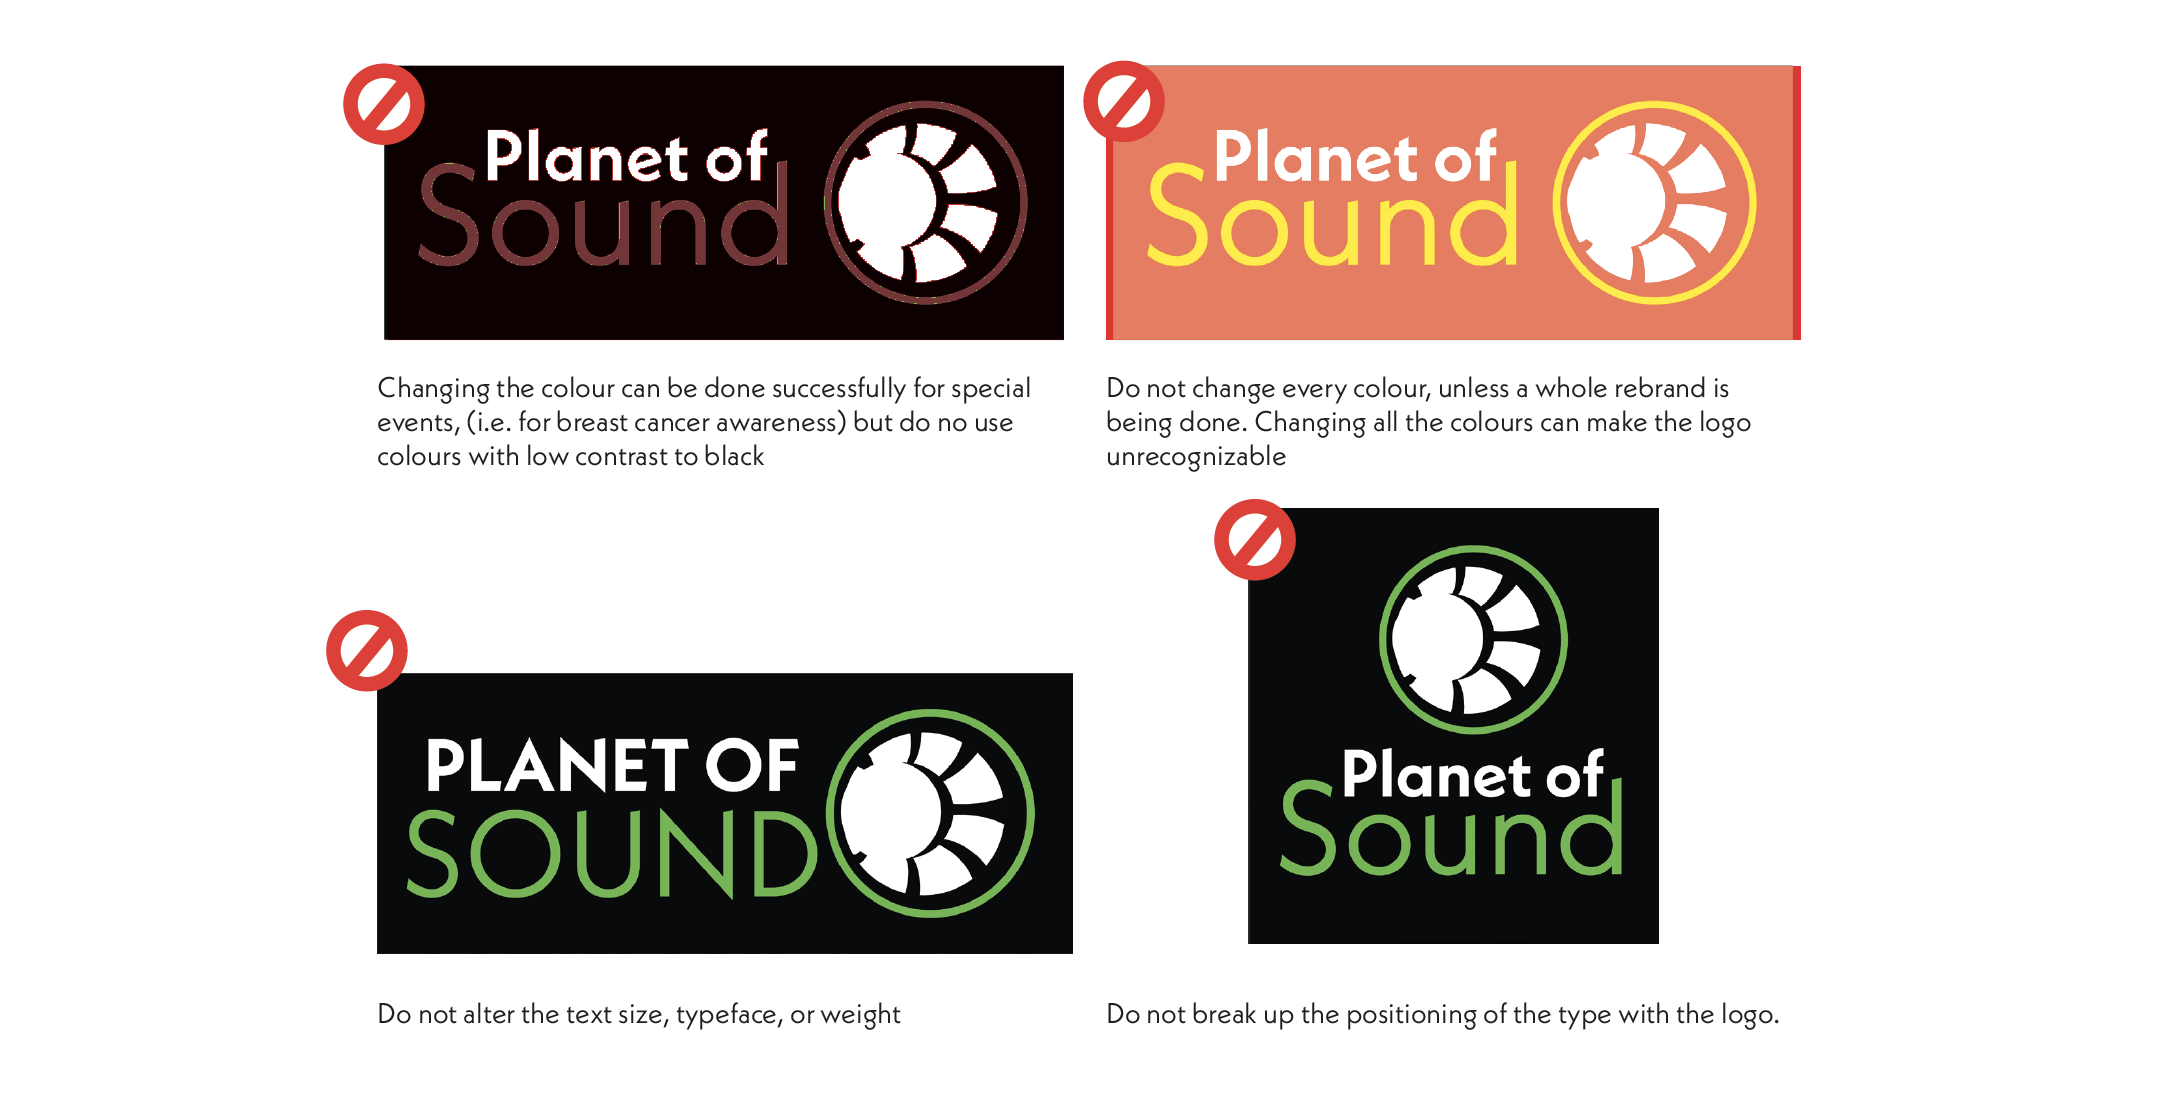 Planet of
Sound
Changing the colour can be done successfully for special
events, (i.e. for breast cancer awareness) but do no use
colours with low contrast to black
Planet of
Sound
Do not change every colour, unless a whole rebrand is
being done. Changing all the colours can make the logo
unrecognizable
PLANET OF
SOUND
Do not alter the text size, typeface, or weight
Planet of
Sound
Do not break up the positioning of the type with the logo.